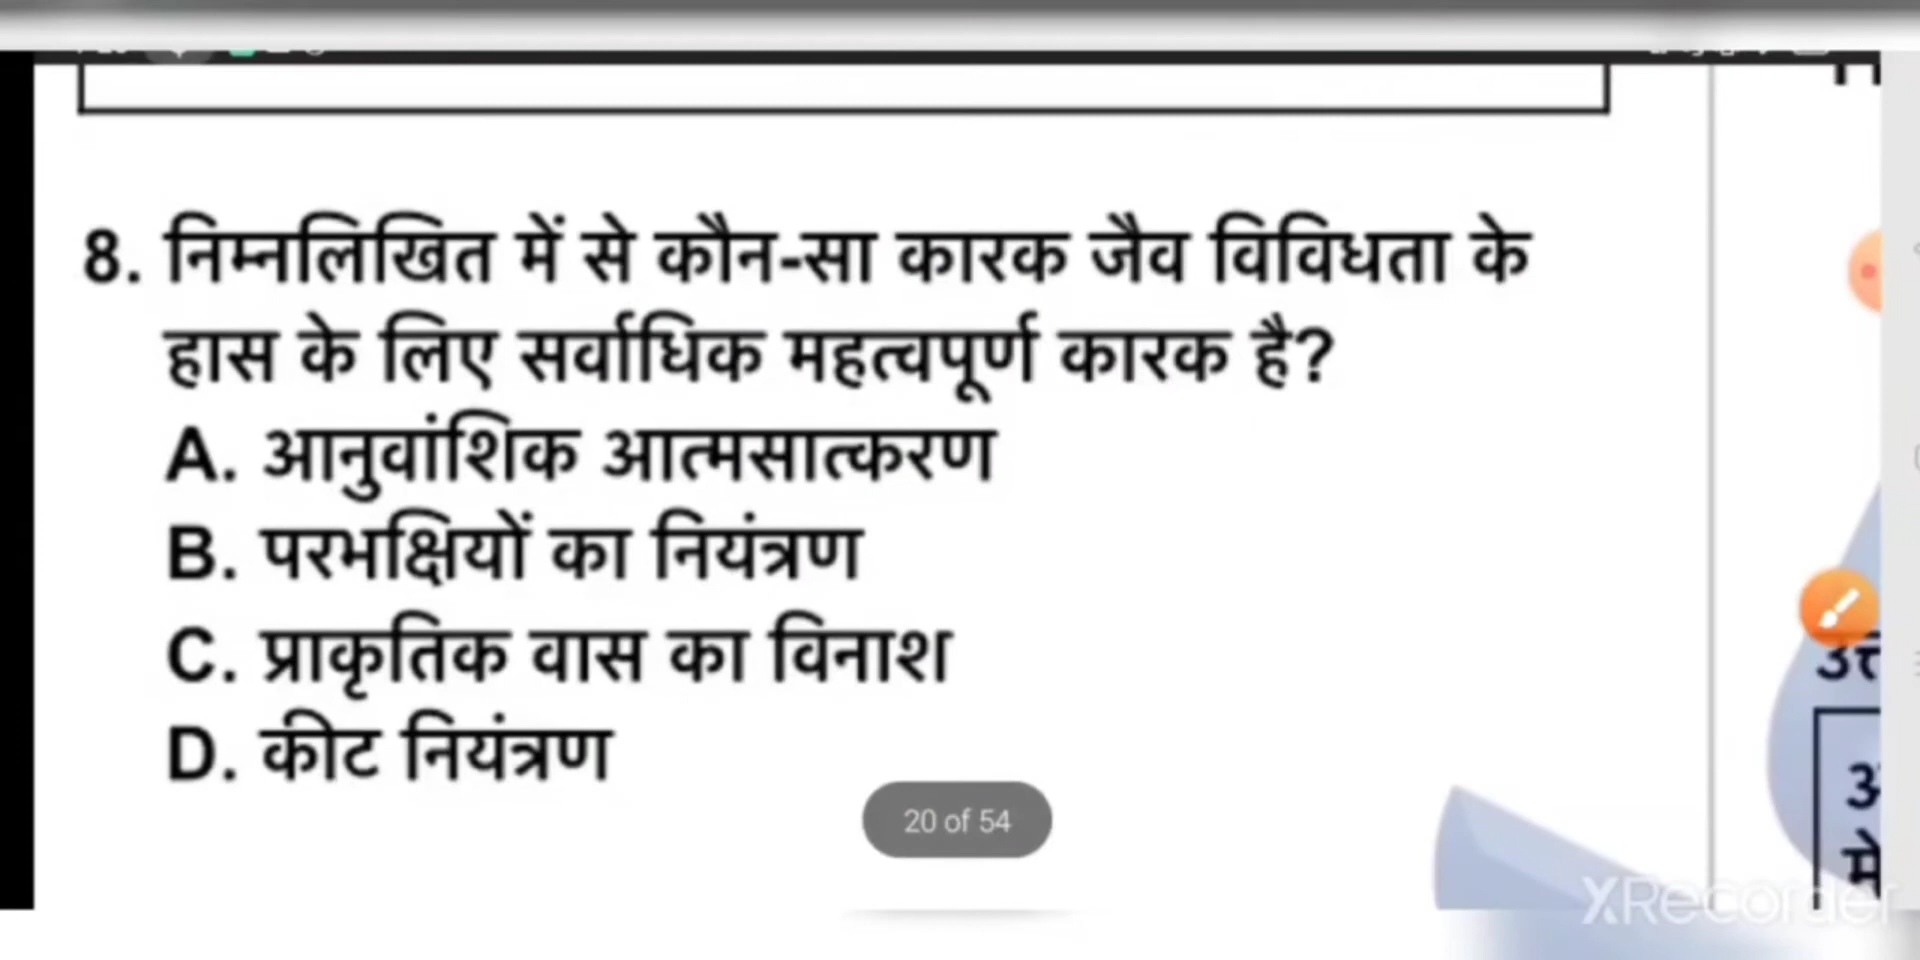 8. निम्नलिखित में से कौन-सा कारक जैव विविधता के
हास के लिए सर्वाधिक महत्वपूर्ण कारक है?
A. आनुवांशिक आत्मसात्करण
B. परभक्षियों का नियंत्रण
C. प्राकृतिक वास का विनाश
D. कीट नियंत्रण
20 of 54
XRecorder